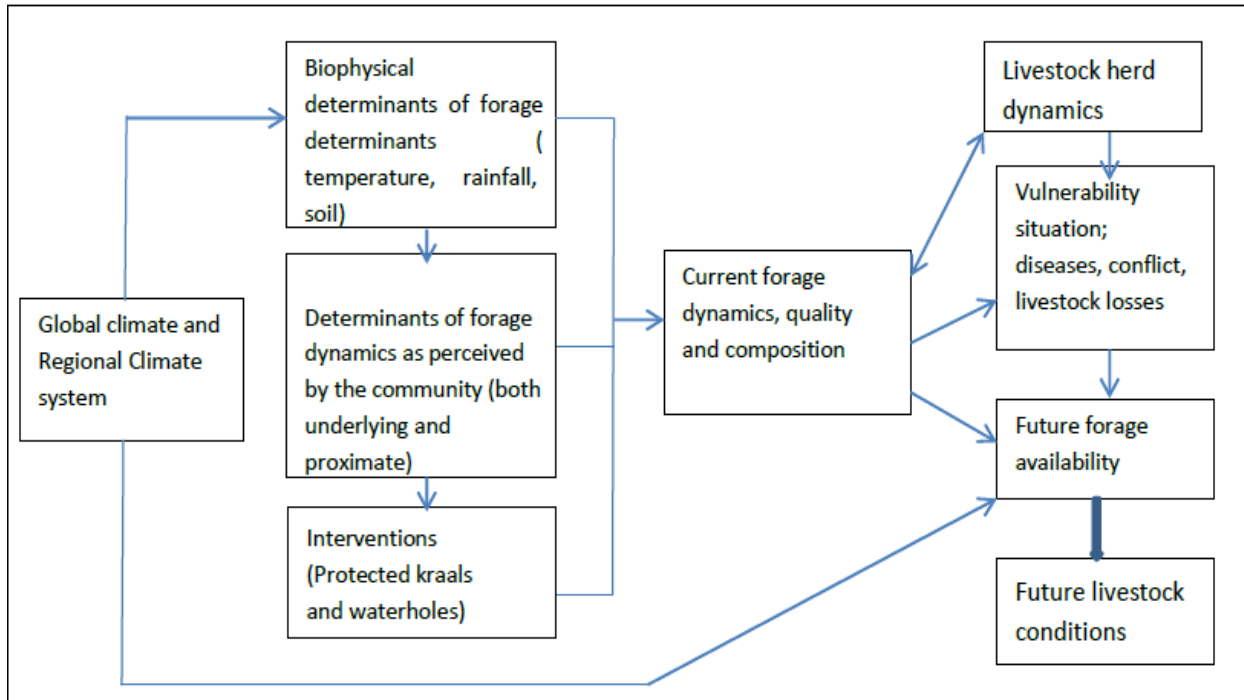 Biophysical
determinants of forage
determinants (
temperature, rainfall,
soil)
Determinants of forage
dynamics as perceived
by the community (both
underlying and
proximate)
Interventions
(Protected kraals
and waterholes)
Global climate and
Regional Climate
system
Current forage
dynamics, quality
and composition
Livestock herd
dynamics
Vulnerability
situation;
diseases, conflict,
livestock losses
Future forage
availability
Future livestock
conditions